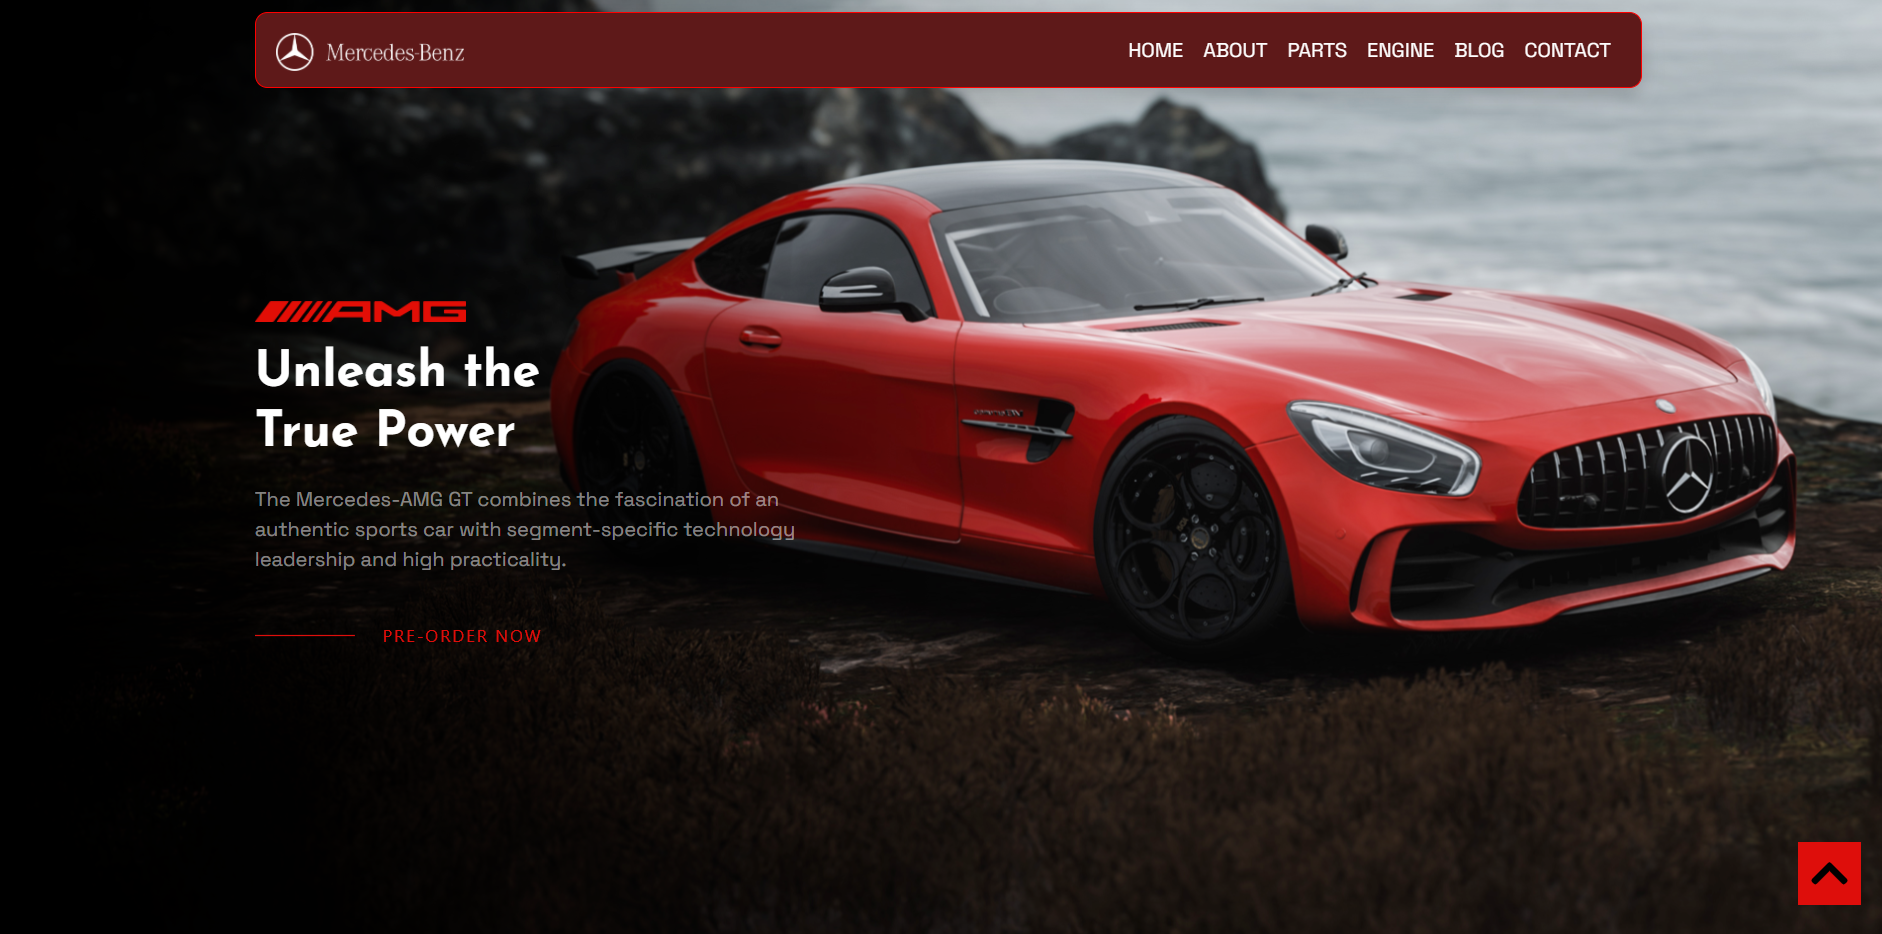 Mercedes-Benz
HOME ABOUT PARTS ENGINE BLOG CONTACT
AMG
Unleash the
True Power
The Mercedes-AMG GT combines the fascination of an
authentic sports car with segment-specific technology
leadership and high practicality.
PRE-ORDER NOW